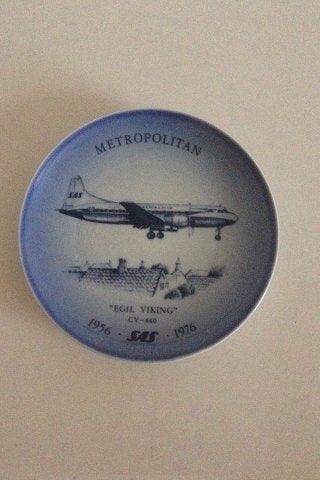 METROPOLITAN
SAS
"EGIL VIKING"
CV-440
1956 · SAS · 1976